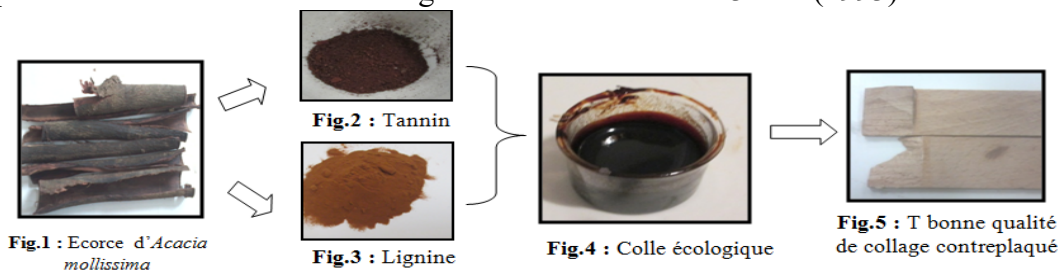 Fig.2 : Tannin
Fig.1 : Ecorce d'Acacia
mollissima
Fig.3 : Lignine
Fig.4 : Colle écologique
Fig.5 : T bonne qualité
de collage contreplaqué